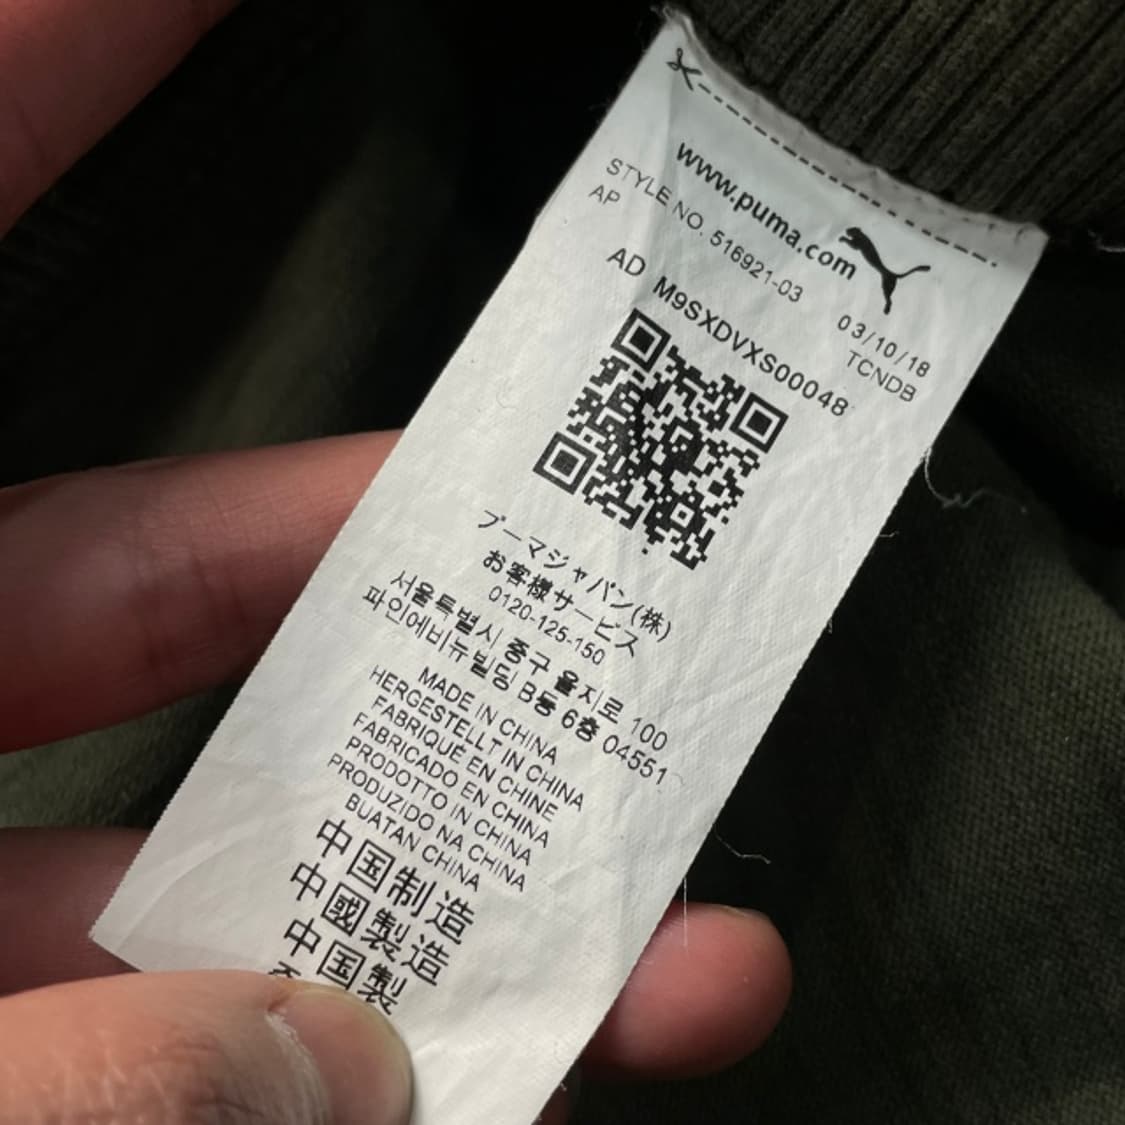 www.puma.com
STYLE NO. 516921-03 03/10/18
AP TCNDB
AD M9SXDVXS00048
プーマジャパン(株)
お客様サービス
0120-125-150
서울특별시 중구 을지로 100
파인에비뉴빌딩 B동 6층 04551
MADE IN CHINA
HERGESTELLT IN CHINA
FABRIQUÉ EN CHINE
FABRICADO EN CHINA
PRODOTTO IN CHINA
PRODUZIDO NA CHINA
BUATAN CHINA
中国制造
中國製造
中国製